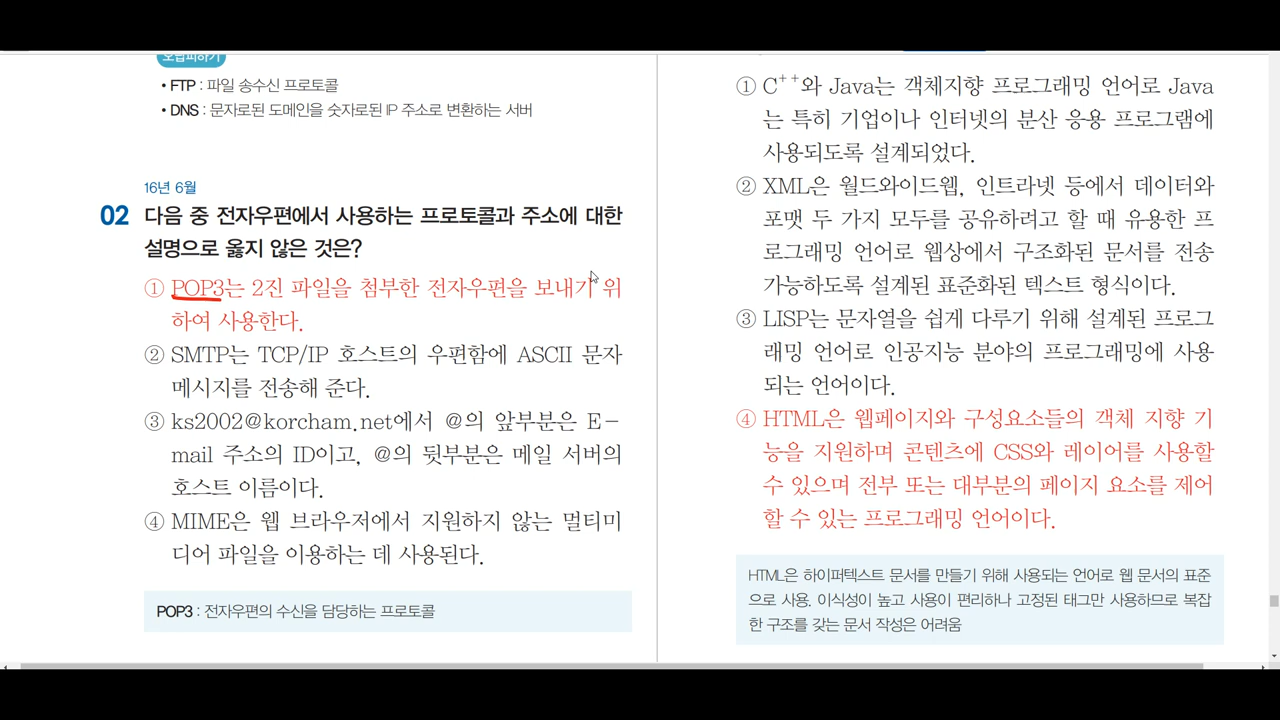 오답피하기
• FTP : 파일 송수신 프로토콜
• DNS : 문자로된 도메인을 숫자로된 IP 주소로 변환하는 서버
16년 6월
02 다음 중 전자우편에서 사용하는 프로토콜과 주소에 대한
설명으로 옳지 않은 것은?
① POP3는 2진 파일을 첨부한 전자우편을 보내기 위
하여 사용한다.
② SMTP는 TCP/IP 호스트의 우편함에 ASCII 문자
메시지를 전송해 준다.
③ ks2002@korcham.net에서 @의 앞부분은 E-
mail 주소의 ID이고, @의 뒷부분은 메일 서버의
호스트 이름이다.
④ MIME은 웹 브라우저에서 지원하지 않는 멀티미
디어 파일을 이용하는 데 사용된다.
POP3 : 전자우편의 수신을 담당하는 프로토콜
① C++와 Java는 객체지향 프로그래밍 언어로 Java
는 특히 기업이나 인터넷의 분산 응용 프로그램에
사용되도록 설계되었다.
② XML은 월드와이드웹, 인트라넷 등에서 데이터와
포맷 두 가지 모두를 공유하려고 할 때 유용한 프
로그래밍 언어로 웹상에서 구조화된 문서를 전송
가능하도록 설계된 표준화된 텍스트 형식이다.
③ LISP는 문자열을 쉽게 다루기 위해 설계된 프로그
래밍 언어로 인공지능 분야의 프로그래밍에 사용
되는 언어이다.
④ HTML은 웹페이지와 구성요소들의 객체 지향 기
능을 지원하며 콘텐츠에 CSS와 레이어를 사용할
수 있으며 전부 또는 대부분의 페이지 요소를 제어
할 수 있는 프로그래밍 언어이다.
HTML은 하이퍼텍스트 문서를 만들기 위해 사용되는 언어로 웹 문서의 표준
으로 사용. 이식성이 높고 사용이 편리하나 고정된 태그만 사용하므로 복잡
한 구조를 갖는 문서 작성은 어려움